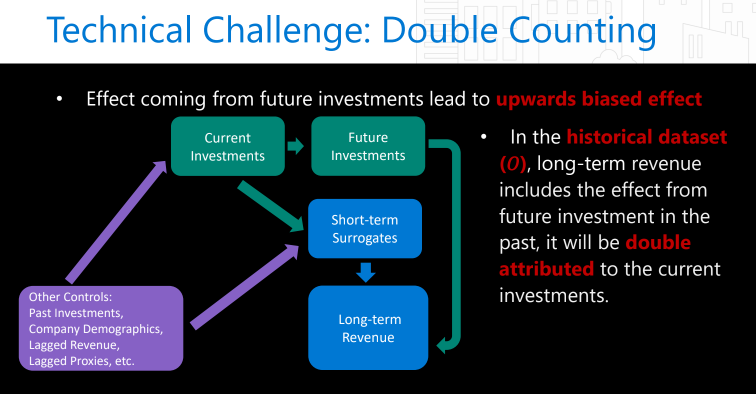 Technical Challenge: Double Counting
• Effect coming from future investments lead to upwards biased effect
Current
Investments
Future
Investments
Short-term
Surrogates
Long-term
Revenue
Other Controls:
Past Investments,
Company Demographics,
Lagged Revenue,
Lagged Proxies, etc.
• In the historical dataset
(O), long-term revenue
includes the effect from
future investment in the
past, it will be double
attributed to the current
investments.